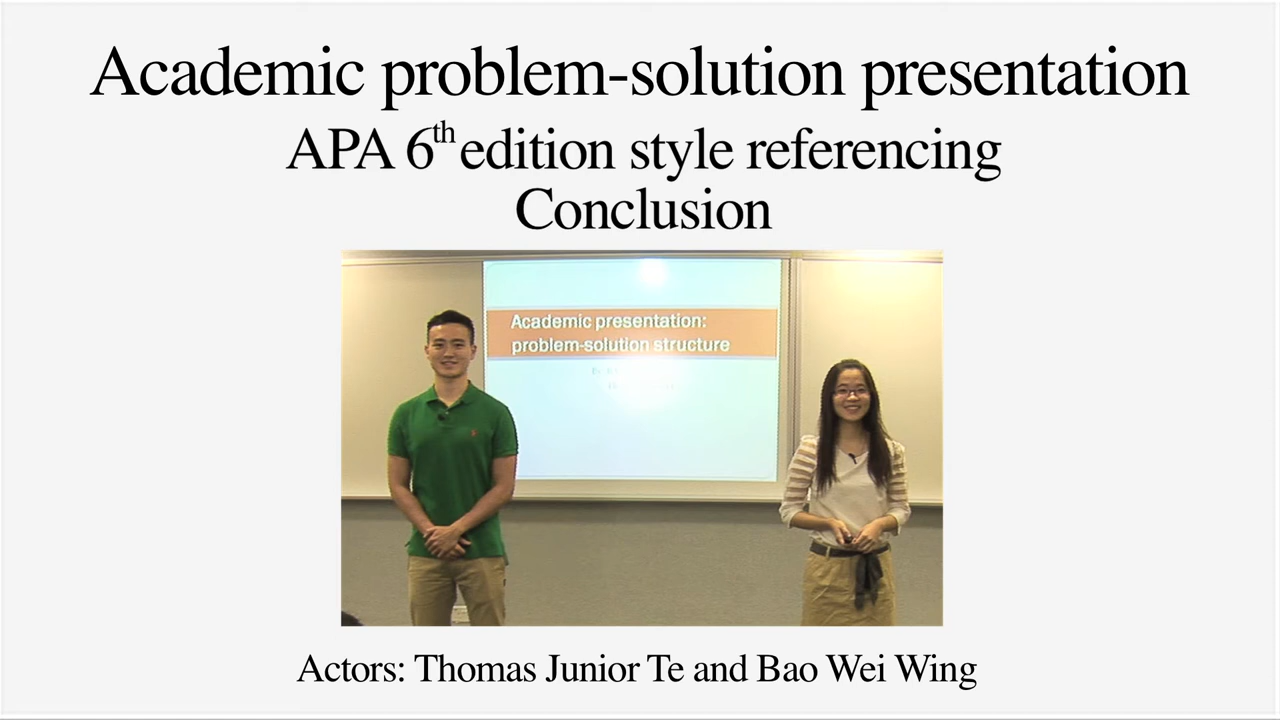 Academic problem-solution presentation
APA 6th edition style referencing
Conclusion
Academic presentation:
problem-solution structure
Actors: Thomas Junior Te and Bao Wei Wing